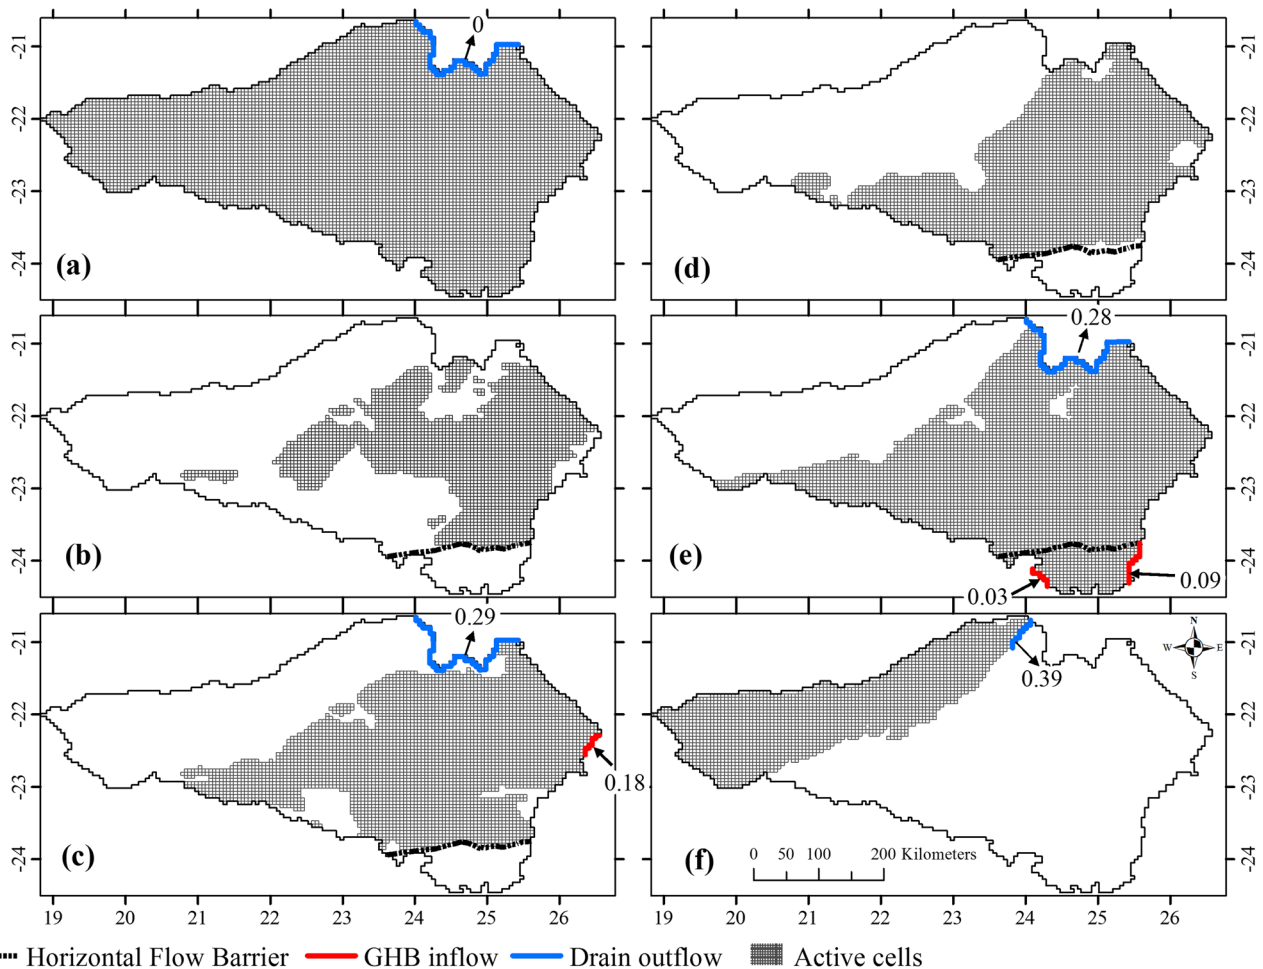 0
-21
-22
-23
-24
(a)
-21
-22
-23
-24
(d)
-21
-22
-23
-24
(b)
0.28
-21
-22
-23
-24
(e)
0.03
0.09
0.29
-21
-22
-23
-24
0.18
(c)
N
W E
S
0.39
-21
-22
-23
-24
(f)
0 50 100 200 Kilometers
19 20 21 22 23 24 25 26
19 20 21 22 23 24 25 26
Horizontal Flow Barrier GHB inflow Drain outflow Active cells